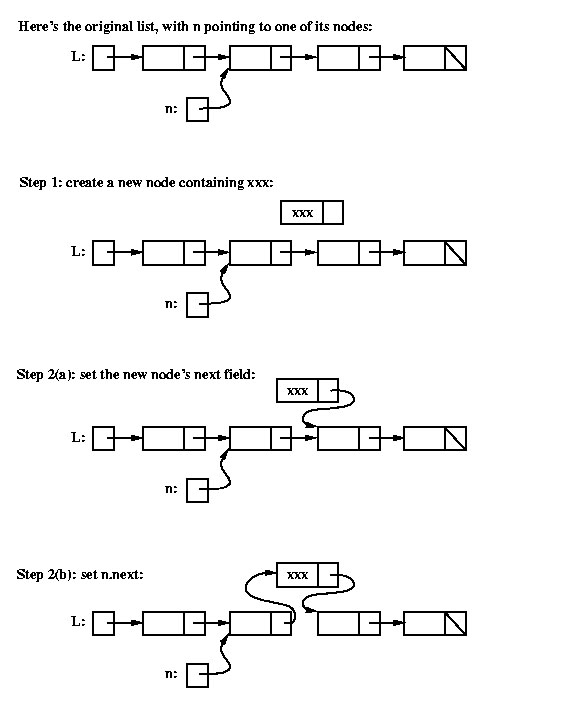 Here's the original list, with n pointing to one of its nodes:
L:
n:
Step 1: create a new node containing xxx:
xxx
L:
n:
Step 2(a): set the new node's next field:
xxx
L:
n:
Step 2(b): set n.next:
xxx
L:
n: